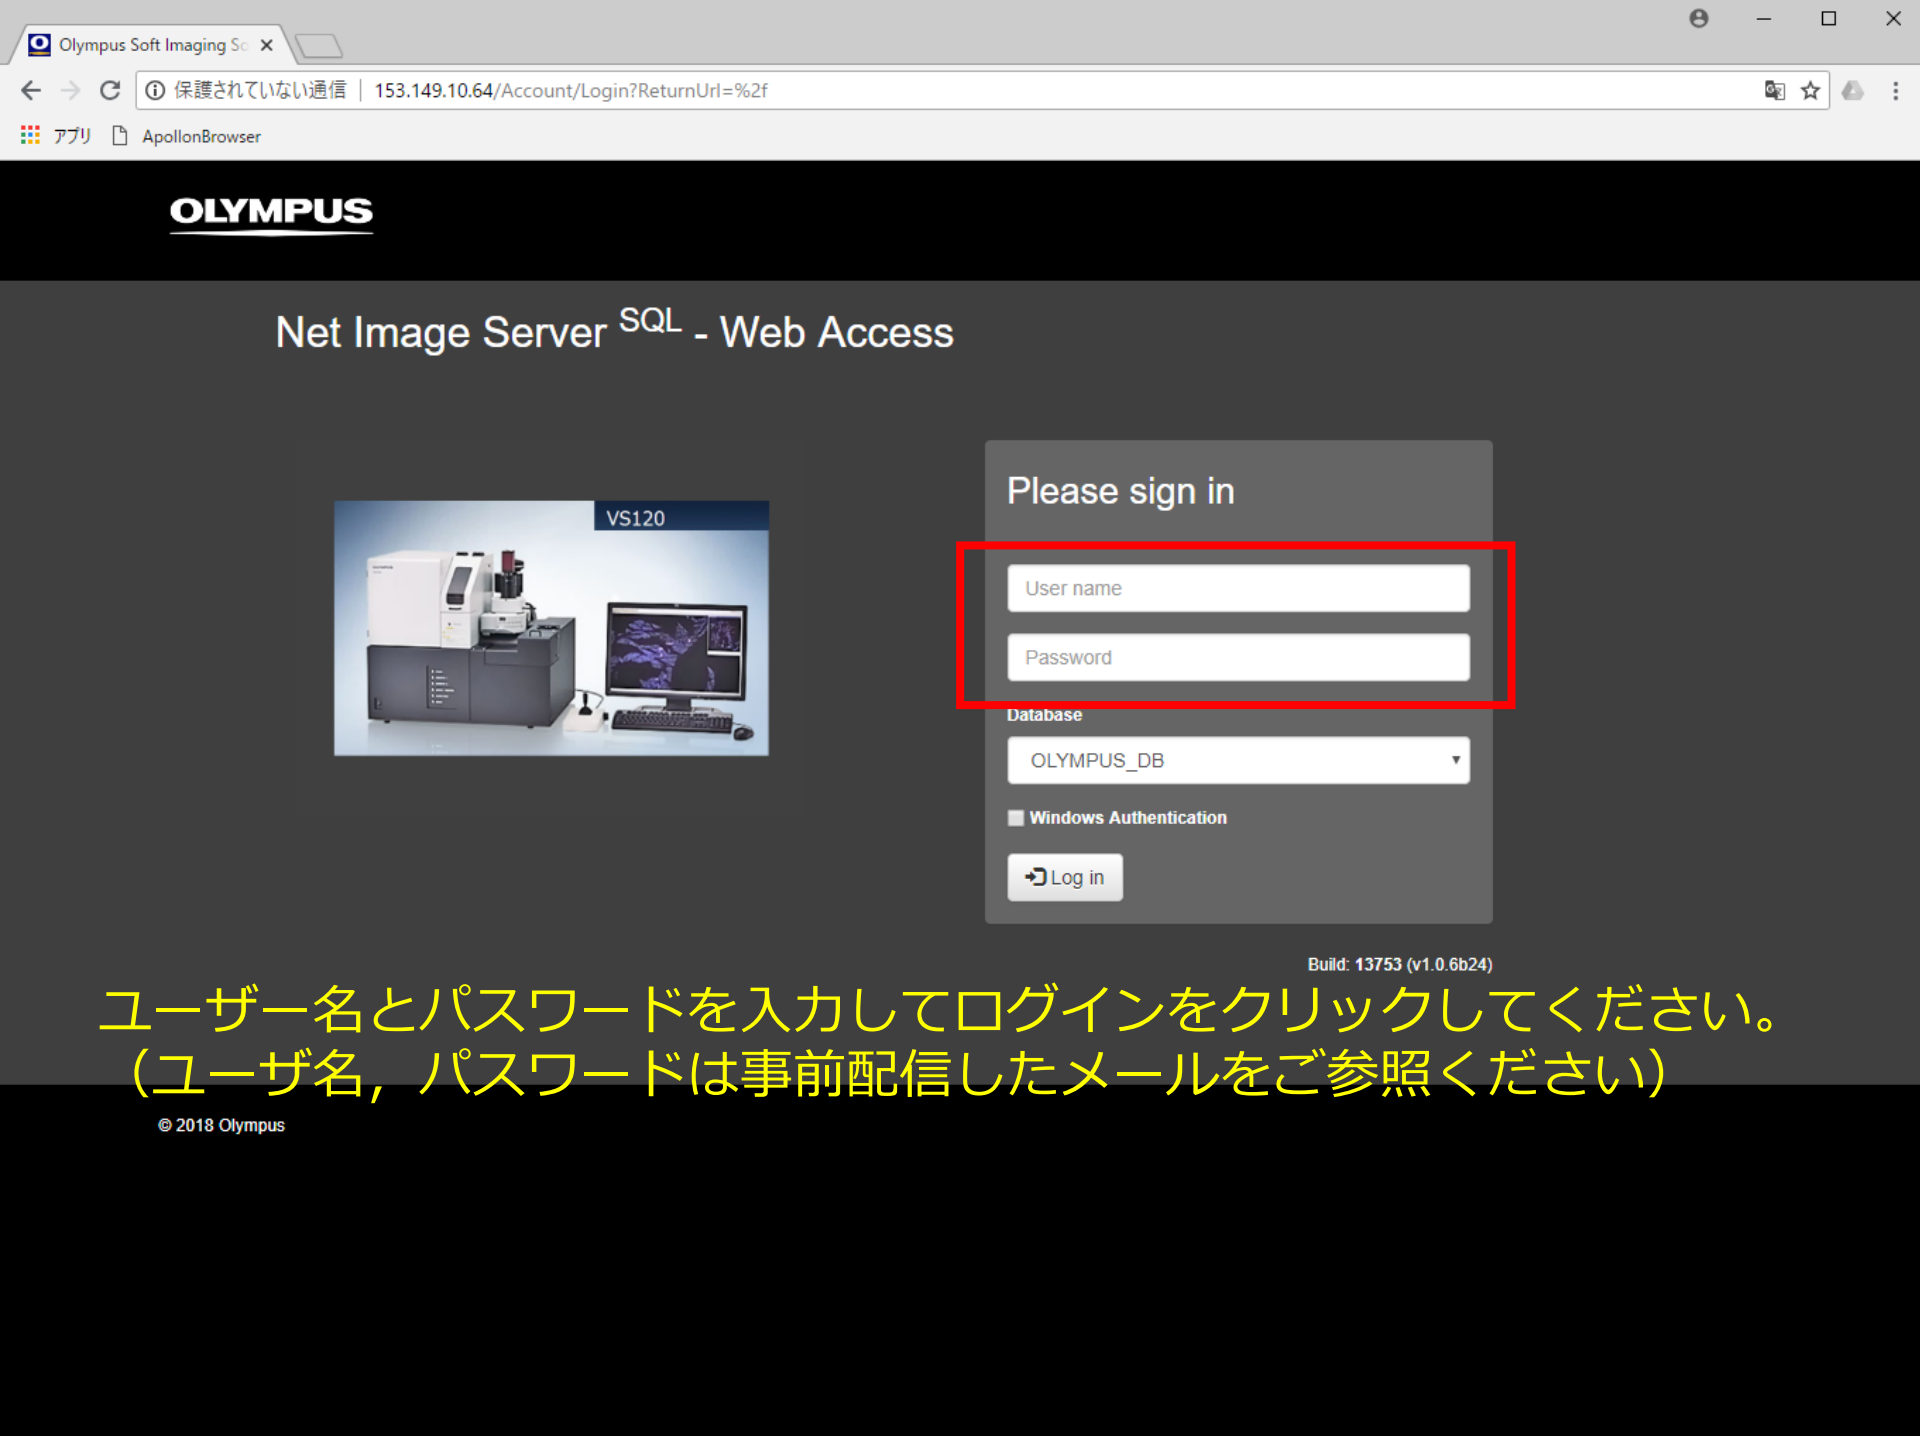 Olympus Soft Imaging So
保護されていない通信 | 153.149.10.64/Account/Login?ReturnUrl=%2f
アプリ ApollonBrowser
OLYMPUS
Net Image Server SQL - Web Access
VS120
Please sign in
User name
Password
Database
OLYMPUS_DB
Windows Authentication
Log in
Build: 13753 (v1.0.6b24)
ユーザー名とパスワードを入力してログインをクリックしてください。
（ユーザ名，パスワードは事前配信したメールをご参照ください）
© 2018 Olympus